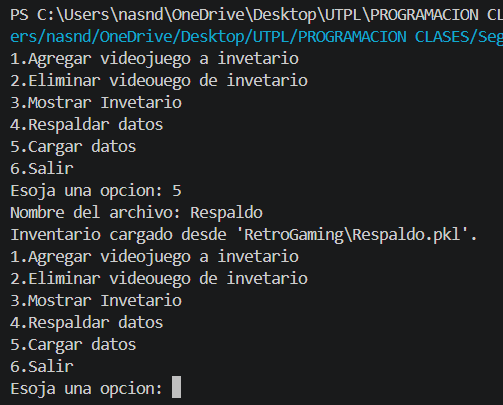 PS C:\Users\nasnd\OneDrive\Desktop\UTPL\PROGRAMACION CL
ers/nasnd/OneDrive/Desktop/UTPL/PROGRAMACION CLASES/Seg
1.Agregar videojuego a invetario
2.Eliminar videouego de invetario
3.Mostrar Invetario
4.Respaldar datos
5.Cargar datos
6.Salir
Esoja una opcion: 5
Nombre del archivo: Respaldo
Inventario cargado desde 'RetroGaming\Respaldo.pkl'.
1.Agregar videojuego a invetario
2.Eliminar videouego de invetario
3.Mostrar Invetario
4.Respaldar datos
5.Cargar datos
6.Salir
Esoja una opcion: